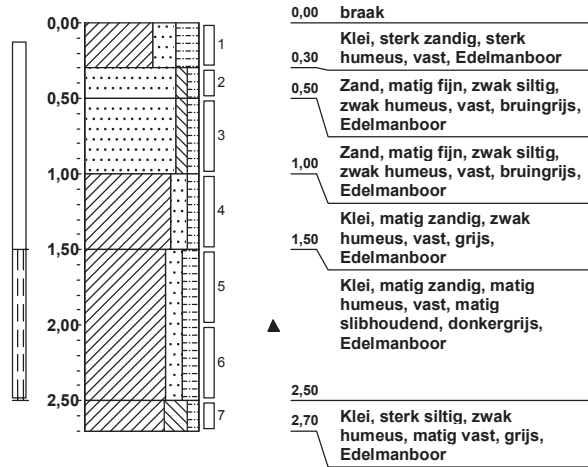 0,00
0,50
1,00
1,50
2,00
2,50
1
2
3
4
5
6
7
0,00 braak
Klei, sterk zandig, sterk
0,30 humeus, vast, Edelmanboor
0,50 Zand, matig fijn, zwak siltig,
zwak humeus, vast, bruingrijs,
Edelmanboor
1,00 Zand, matig fijn, zwak siltig,
zwak humeus, vast, bruingrijs,
Edelmanboor
Klei, matig zandig, zwak
1,50 humeus, vast, grijs,
Edelmanboor
Klei, matig zandig, matig
humeus, vast, matig
slibhoudend, donkergrijs,
Edelmanboor
2,50
2,70 Klei, sterk siltig, zwak
humeus, matig vast, grijs,
Edelmanboor